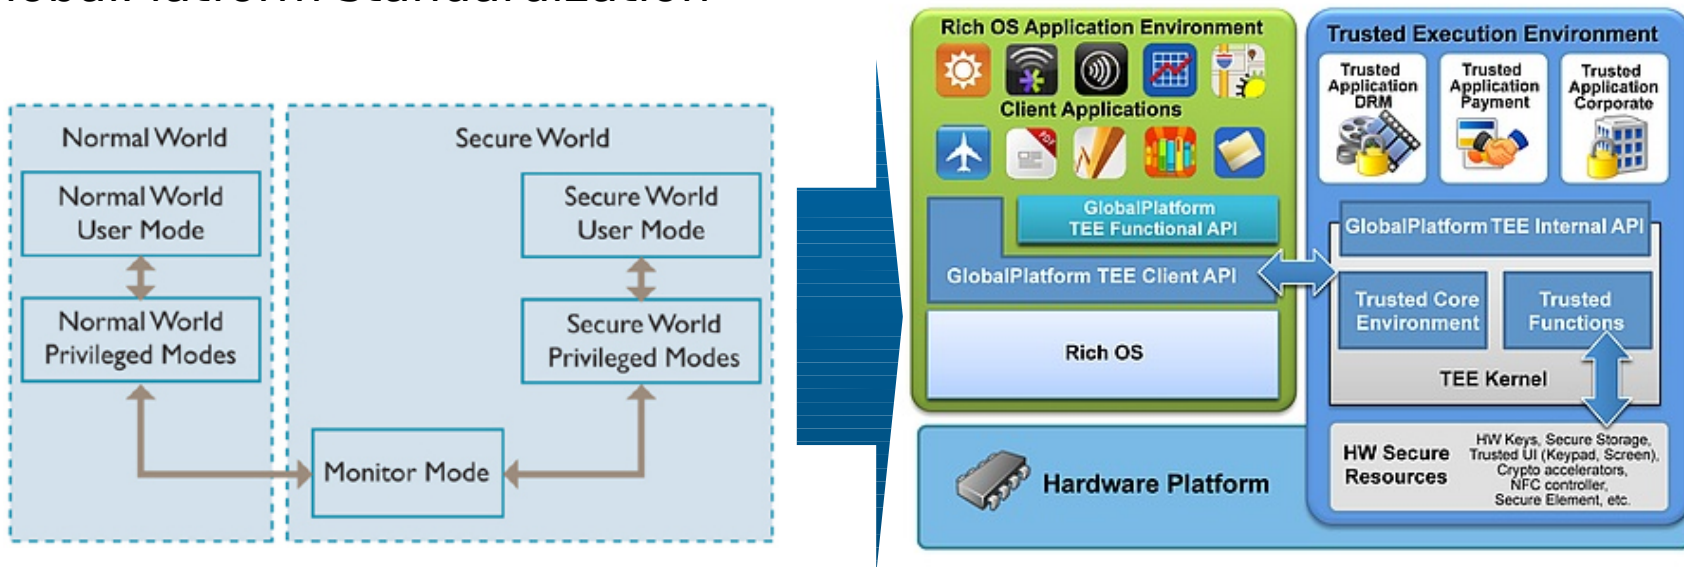 GlobalPlatform Standardization
Normal World
Normal World
User Mode
Normal World
Privileged Modes
Secure World
Secure World
User Mode
Secure World
Privileged Modes
Monitor Mode
Rich OS Application Environment
Client Applications
PDF
GlobalPlatform
TEE Functional API
GlobalPlatform TEE Client API
Rich OS
Hardware Platform
Trusted Execution Environment
Trusted
Application
DRM
Trusted
Application
Payment
Trusted
Application
Corporate
GlobalPlatform TEE Internal API
Trusted Core
Environment
Trusted
Functions
TEE Kernel
HW Secure
Resources
HW Keys, Secure Storage,
Trusted UI (Keypad, Screen),
Crypto accelerators,
NFC controller,
Secure Element, etc.